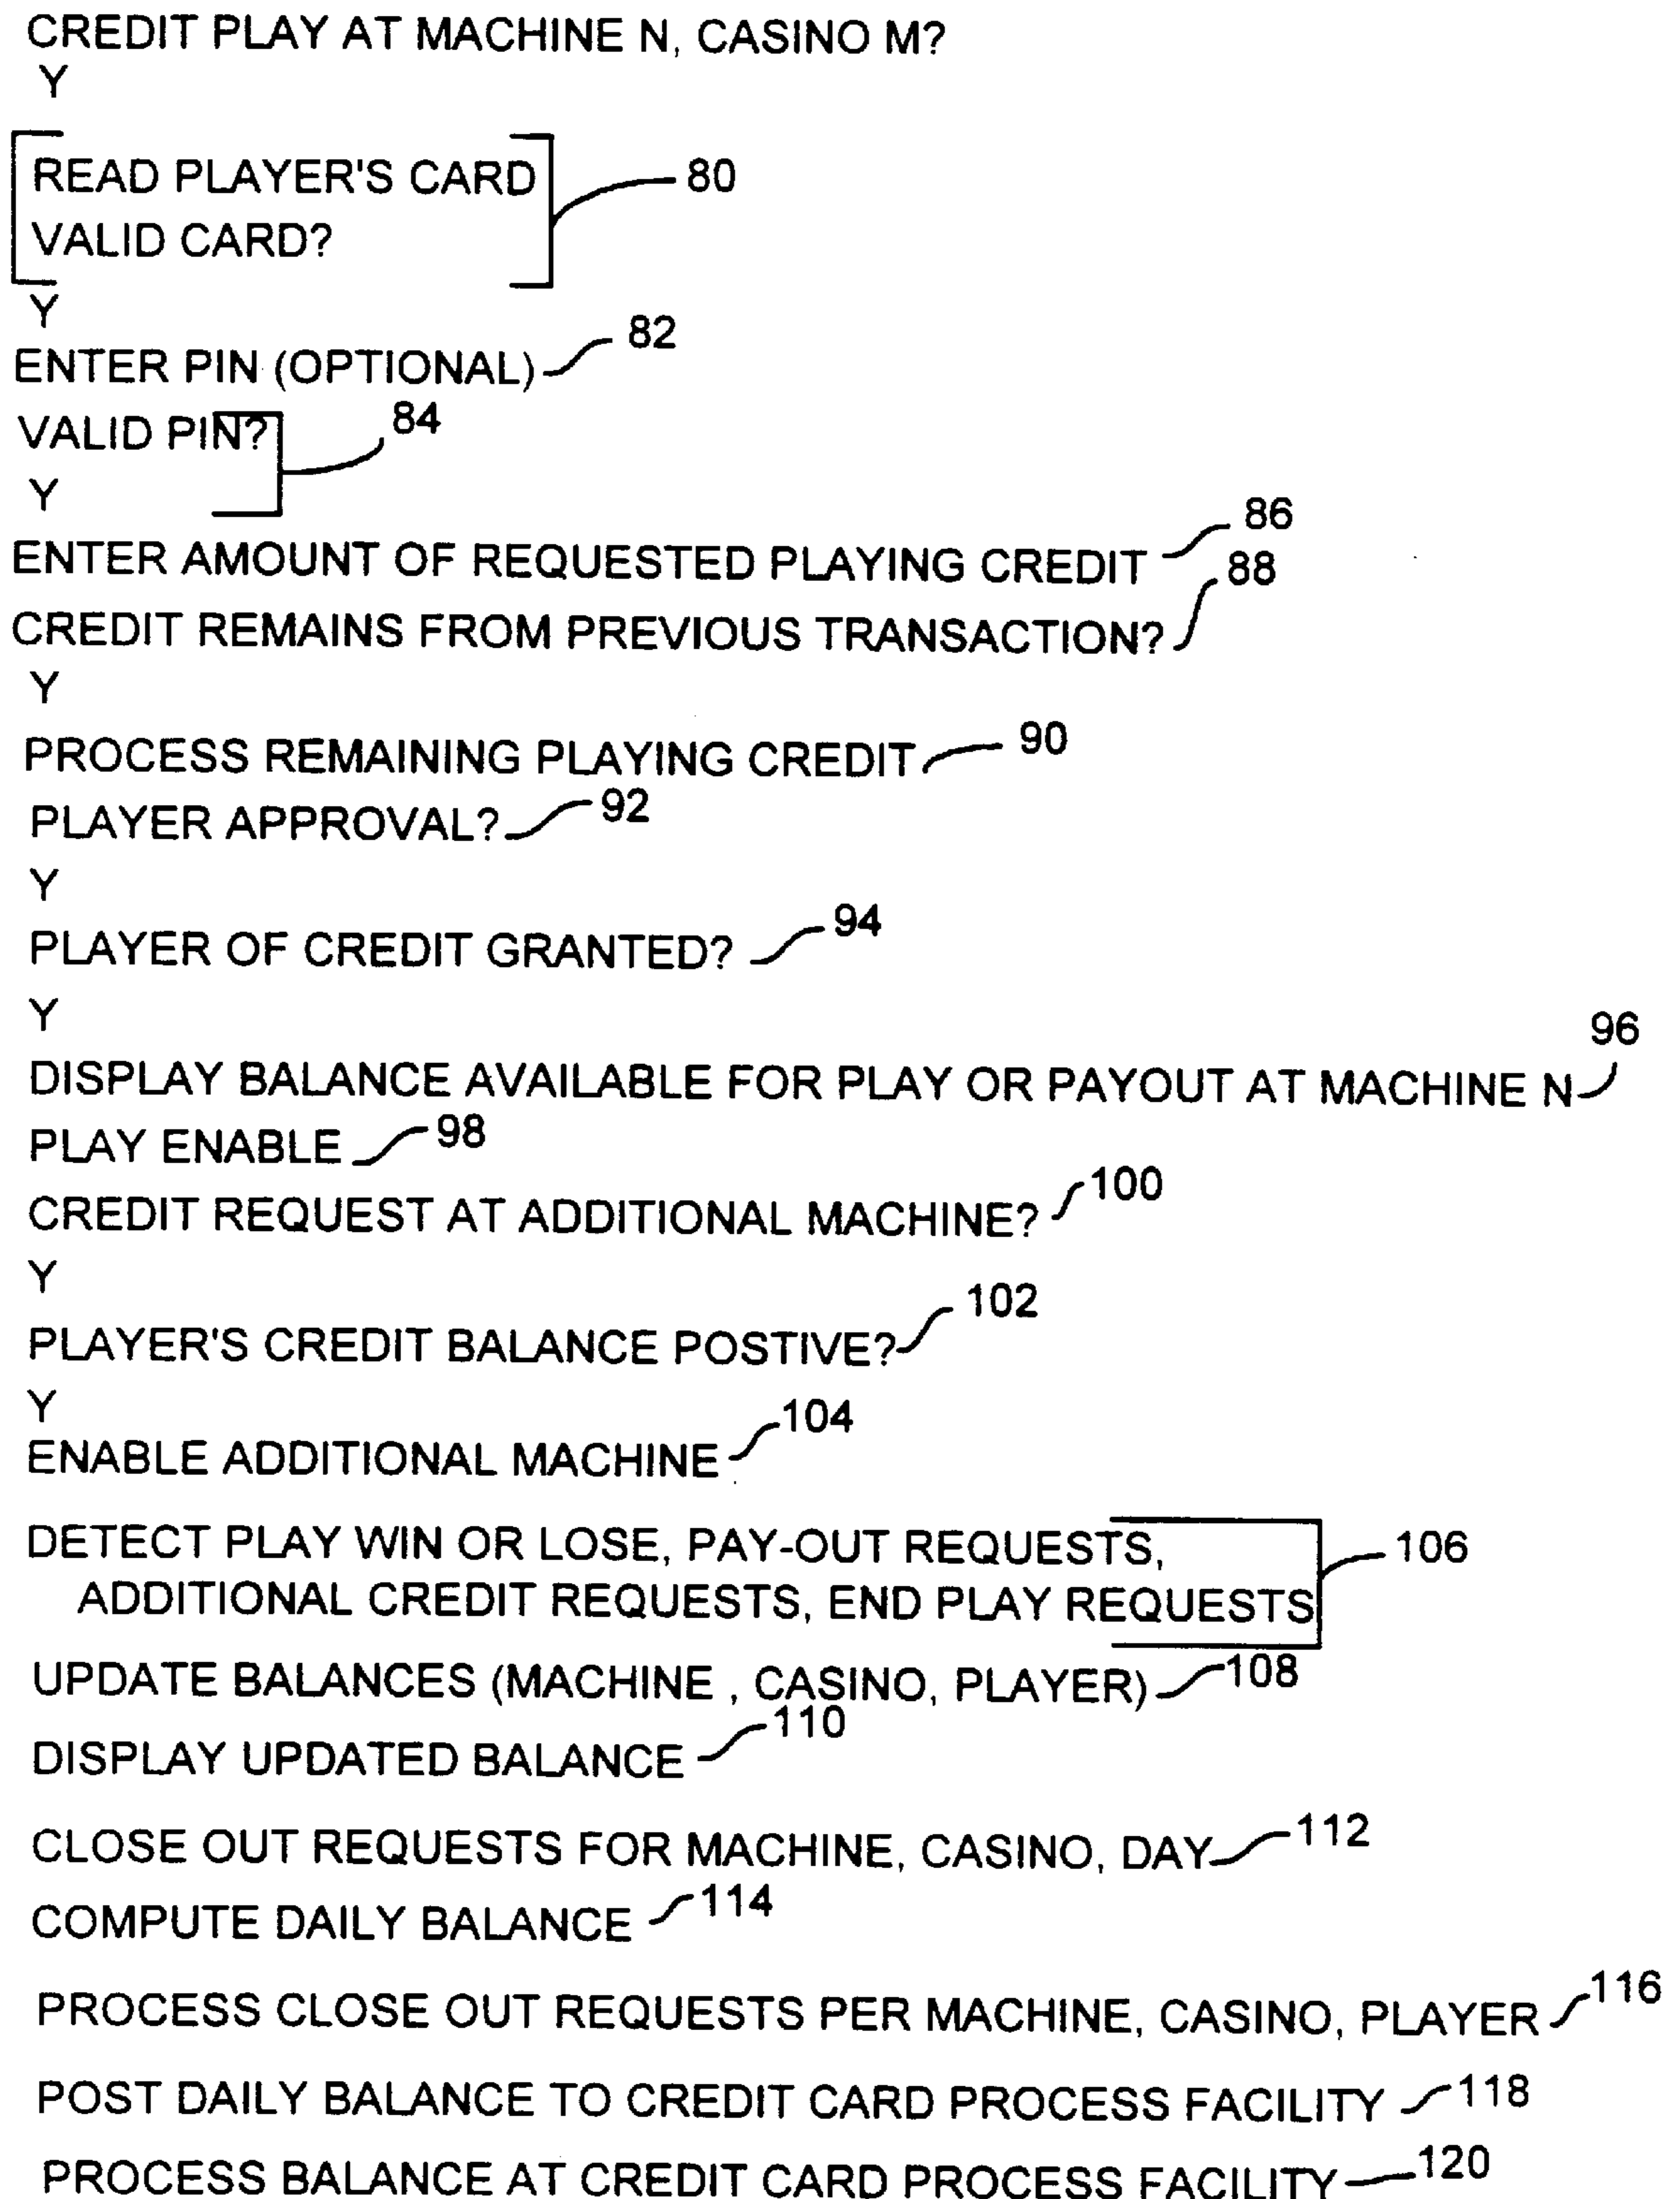 CREDIT PLAY AT MACHINE N, CASINO M?
Y
READ PLAYER'S CARD
80
VALID CARD?
Y
ENTER PIN (OPTIONAL) 82
VALID PIN? 84
Y
ENTER AMOUNT OF REQUESTED PLAYING CREDIT 86
CREDIT REMAINS FROM PREVIOUS TRANSACTION? 88
Y
PROCESS REMAINING PLAYING CREDIT 90
PLAYER APPROVAL? 92
Y
PLAYER OF CREDIT GRANTED? 94
Y
DISPLAY BALANCE AVAILABLE FOR PLAY OR PAYOUT AT MACHINE N 96
PLAY ENABLE 98
CREDIT REQUEST AT ADDITIONAL MACHINE? 100
Y
PLAYER'S CREDIT BALANCE POSTIVE? 102
Y
ENABLE ADDITIONAL MACHINE 104
DETECT PLAY WIN OR LOSE, PAY-OUT REQUESTS, 106
ADDITIONAL CREDIT REQUESTS, END PLAY REQUESTS
UPDATE BALANCES (MACHINE , CASINO, PLAYER) 108
DISPLAY UPDATED BALANCE 110
CLOSE OUT REQUESTS FOR MACHINE, CASINO, DAY 112
COMPUTE DAILY BALANCE 114
PROCESS CLOSE OUT REQUESTS PER MACHINE, CASINO, PLAYER 116
POST DAILY BALANCE TO CREDIT CARD PROCESS FACILITY 118
PROCESS BALANCE AT CREDIT CARD PROCESS FACILITY 120